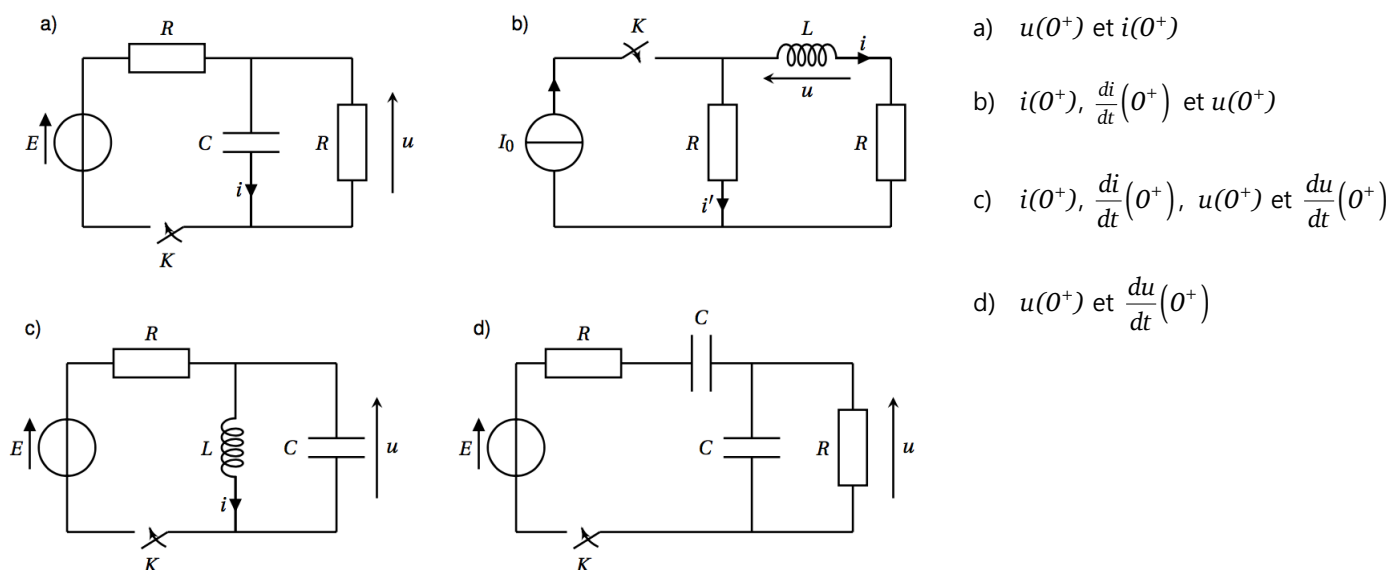 a)
R
E
C
R
u
i
K
b)
K
L
i
u
I₀
R
R
i′
c)
R
E
L
C
u
i
K
d)
R
C
E
C
R
u
K
a) u(0⁺) et i(0⁺)
b) i(0⁺), di/dt(0⁺) et u(0⁺)
c) i(0⁺), di/dt(0⁺), u(0⁺) et du/dt(0⁺)
d) u(0⁺) et du/dt(0⁺)